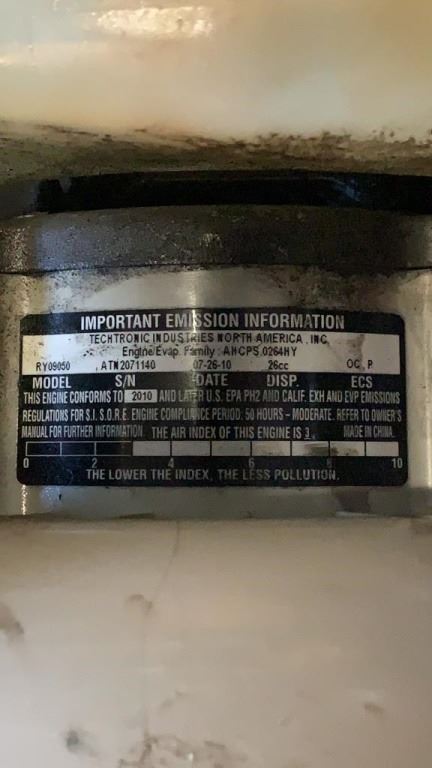 IMPORTANT EMISSION INFORMATION
TECHTRONIC INDUSTRIES NORTH AMERICA, INC.
Engine Evap. Family: AHCPS.0264HY
RY09050 ATN2071140 07-26-10 26cc OC, P
MODEL S/N DATE DISP. ECS
THIS ENGINE CONFORMS TO 2010 AND LATER U.S. EPA PH2 AND CALIF. EXH AND EVP EMISSIONS
REGULATIONS FOR S.I. S.O.R.E. ENGINE COMPLIANCE PERIOD: 50 HOURS - MODERATE. REFER TO OWNER'S
MANUAL FOR FURTHER INFORMATION. THE AIR INDEX OF THIS ENGINE IS 3. MADE IN CHINA.
0 2 4 6 8 10
THE LOWER THE INDEX, THE LESS POLLUTION.